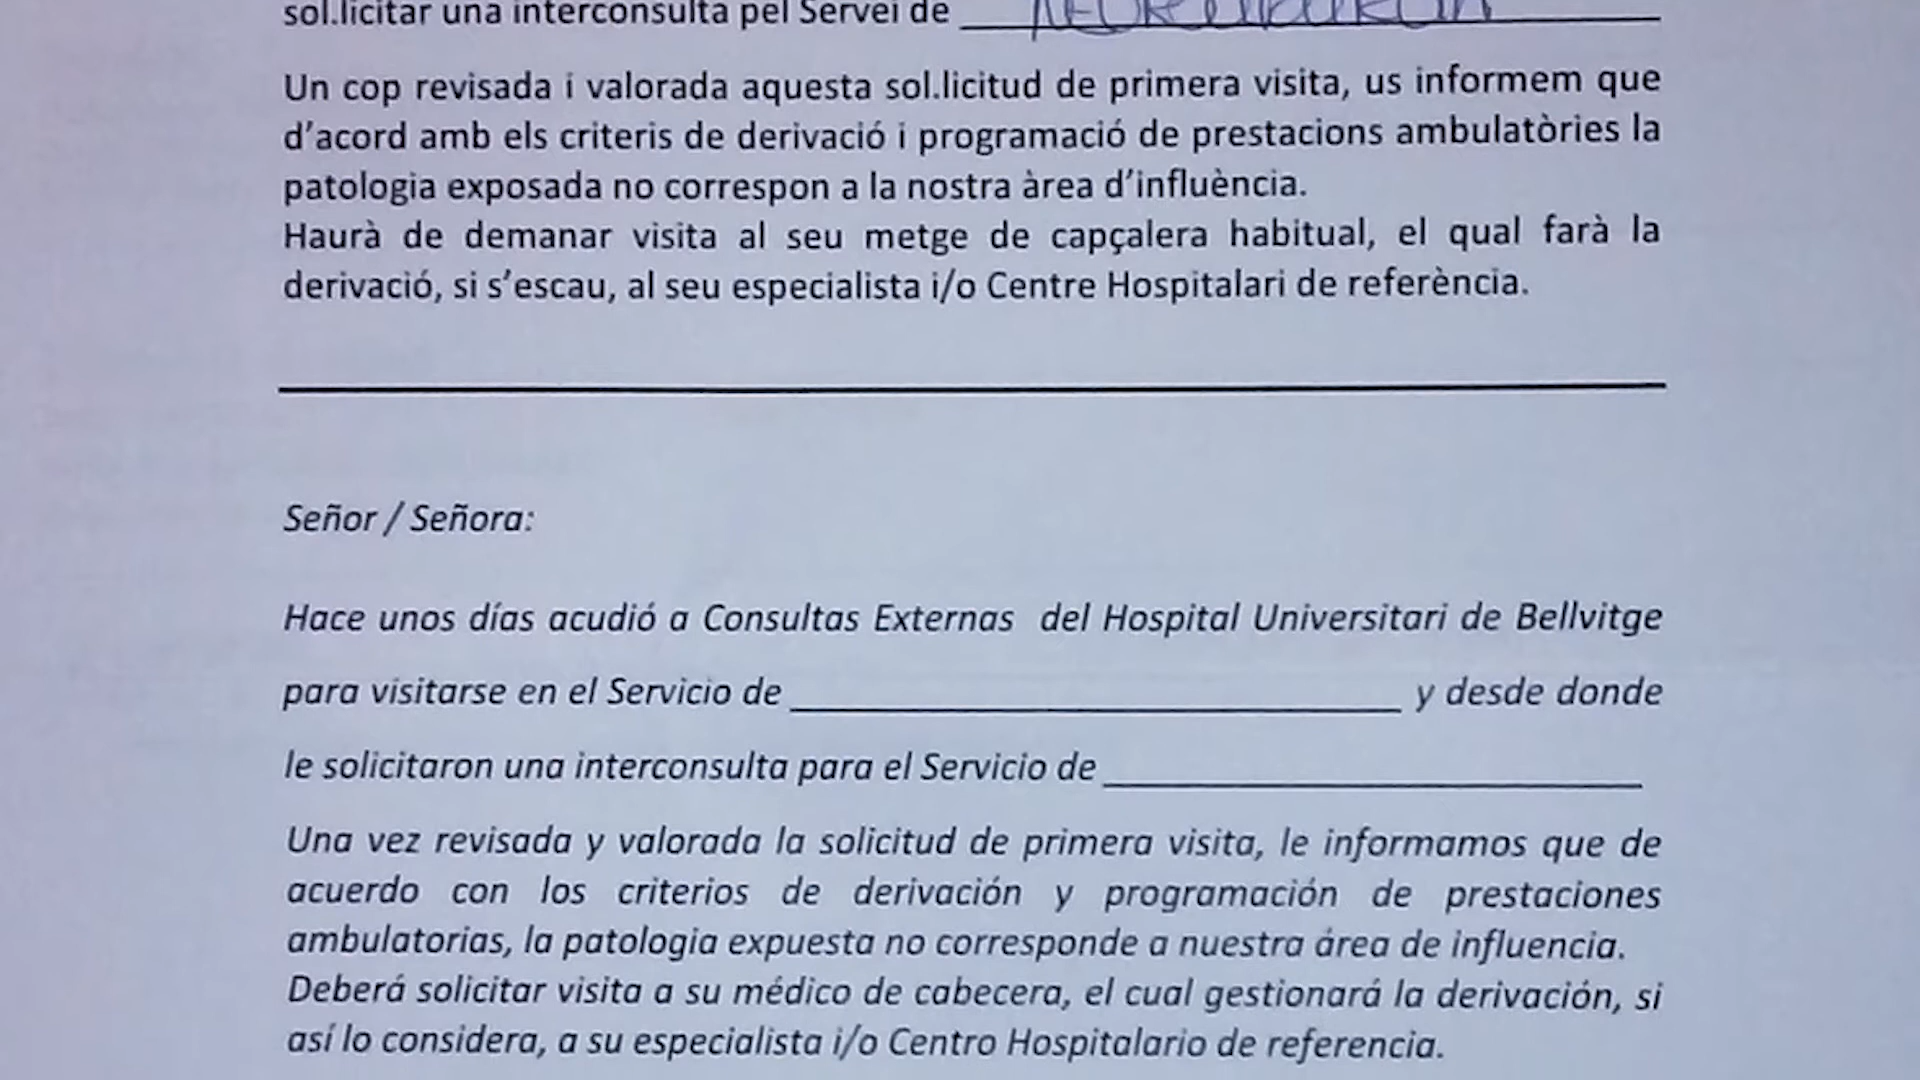 sol.licitar una interconsulta pel Servei de
Un cop revisada i valorada aquesta sol.licitud de primera visita, us informem que
d’acord amb els criteris de derivació i programació de prestacions ambulatòries la
patologia exposada no correspon a la nostra àrea d’influència.
Haurà de demanar visita al seu metge de capçalera habitual, el qual farà la
derivació, si s’escau, al seu especialista i/o Centre Hospitalari de referència.
Señor / Señora:
Hace unos días acudió a Consultas Externas del Hospital Universitari de Bellvitge
para visitarse en el Servicio de y desde donde
le solicitaron una interconsulta para el Servicio de
Una vez revisada y valorada la solicitud de primera visita, le informamos que de
acuerdo con los criterios de derivación y programación de prestaciones
ambulatorias, la patologia expuesta no corresponde a nuestra área de influencia.
Deberá solicitar visita a su médico de cabecera, el cual gestionará la derivación, si
así lo considera, a su especialista i/o Centro Hospitalario de referencia.